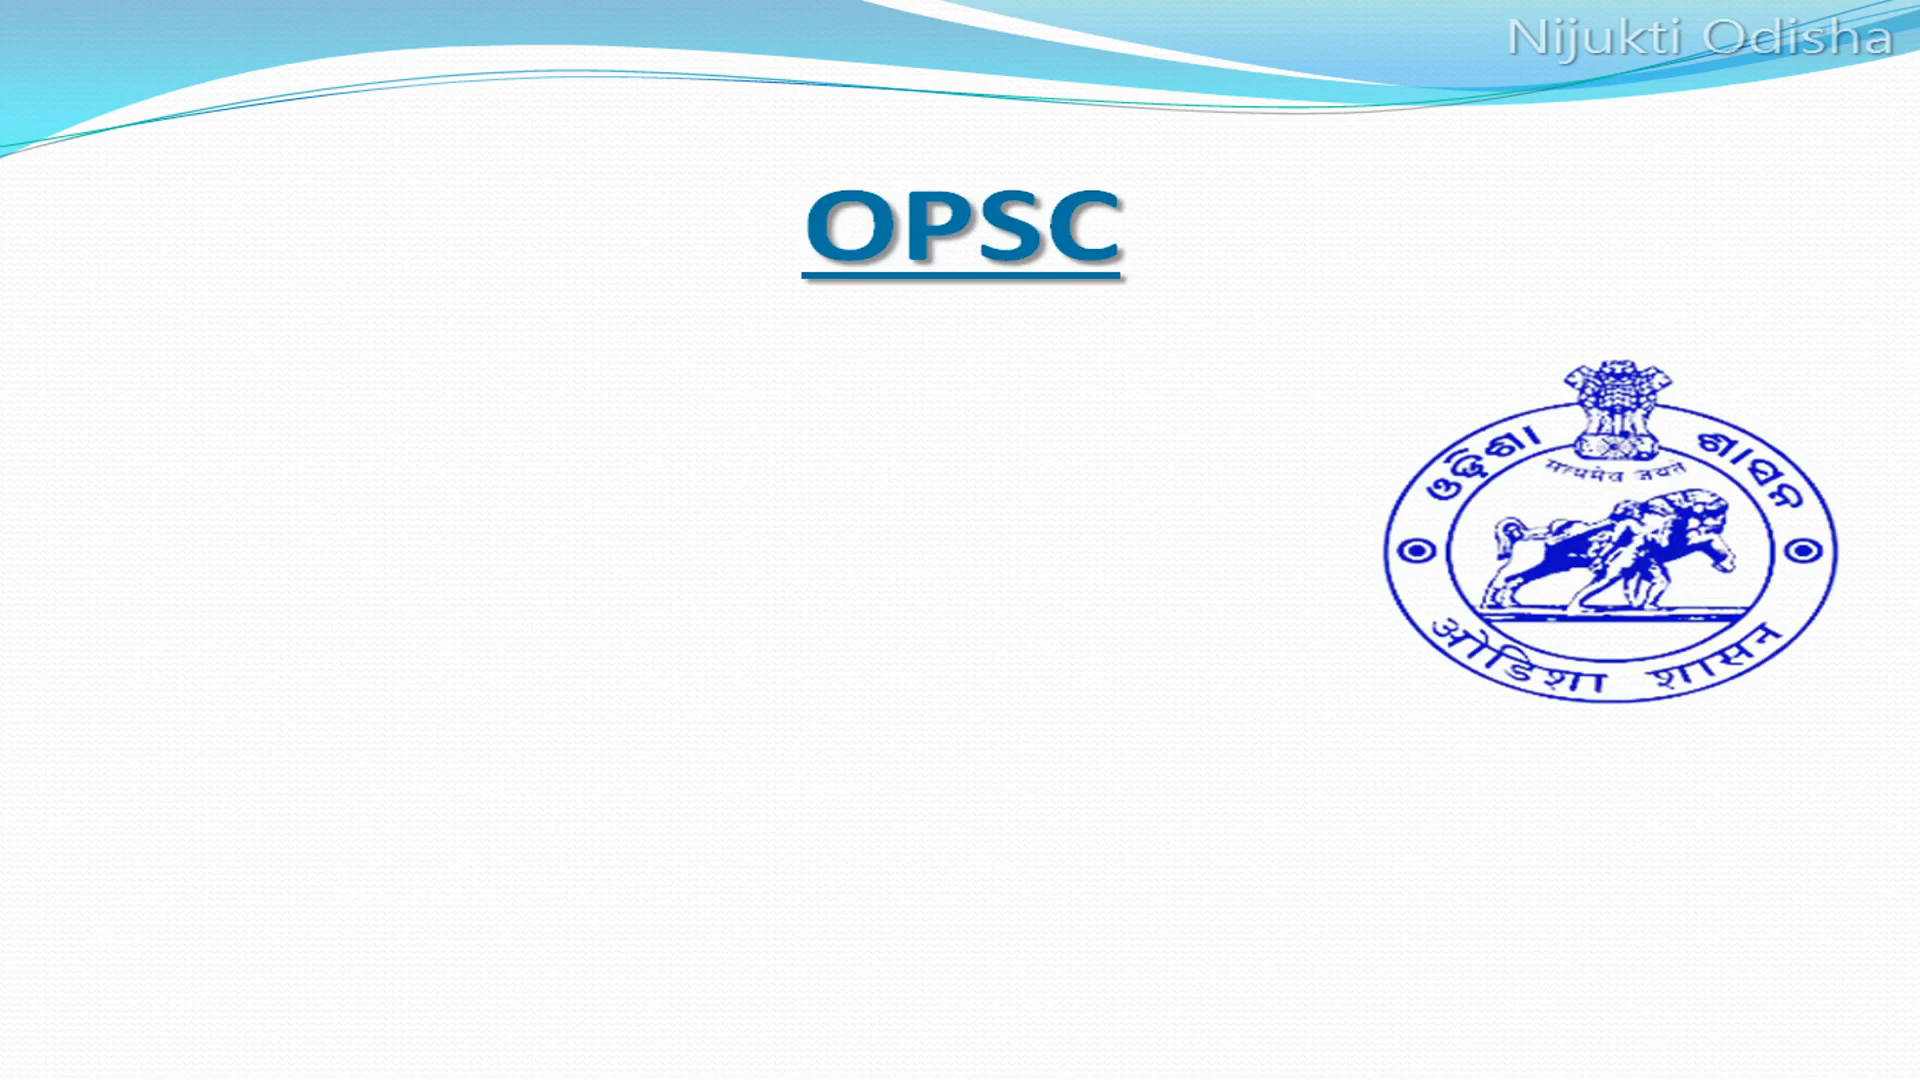 Nijukti Odisha
OPSC
ଓଡ଼ିଶା ଶାସନ
सत्यमेव जयते
ओडिशा शासन